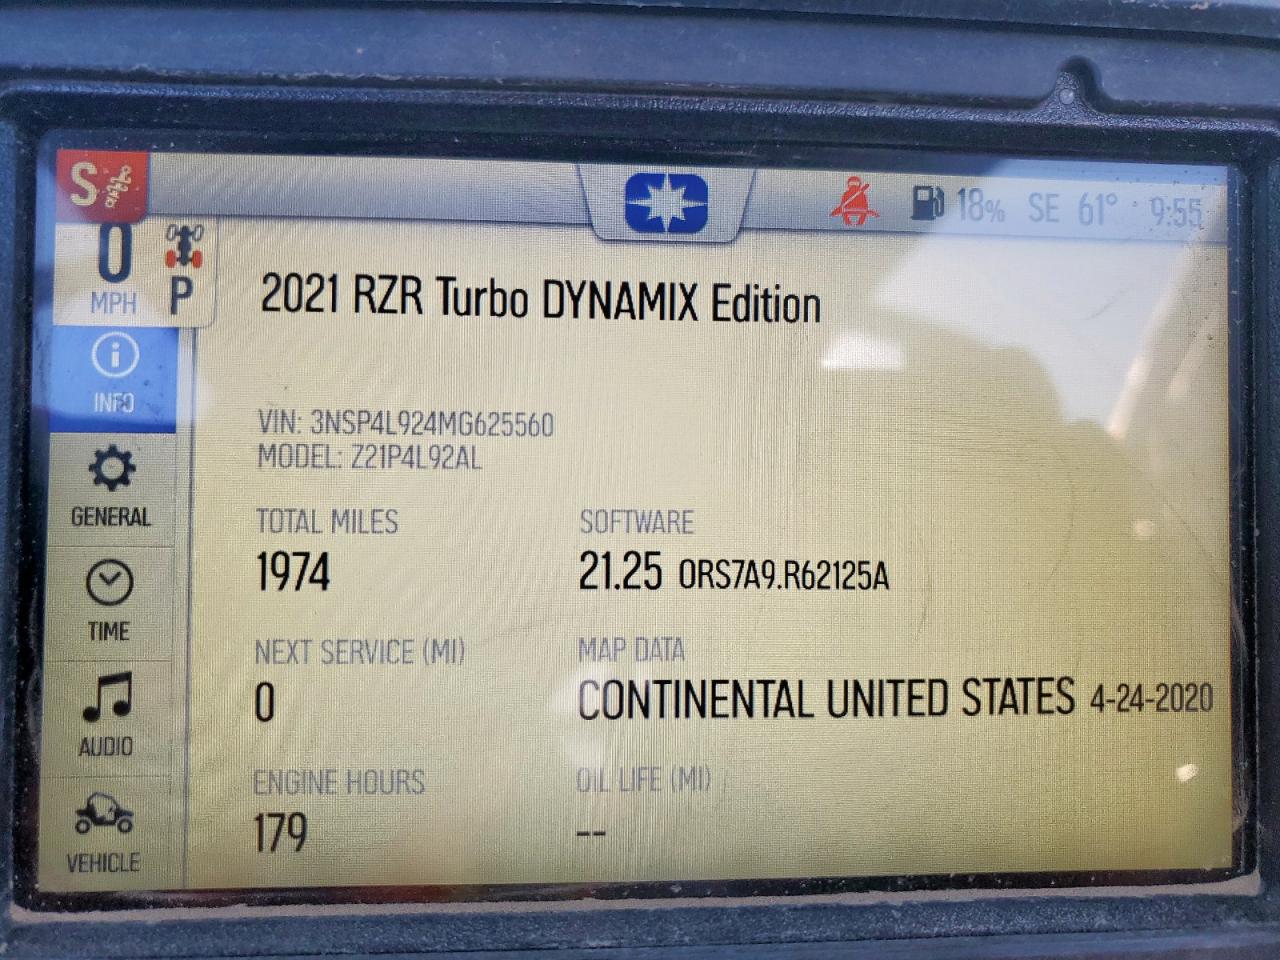 S
18% SE 61° 9:55
0
MPH
P
2021 RZR Turbo DYNAMIX Edition
INFO
VIN: 3NSP4L924MG625560
MODEL: Z21P4L92AL
GENERAL
TOTAL MILES
SOFTWARE
1974
21.25 ORS7A9.R62125A
TIME
NEXT SERVICE (MI)
MAP DATA
0
CONTINENTAL UNITED STATES 4-24-2020
AUDIO
ENGINE HOURS
OIL LIFE (MI)
179
--
VEHICLE